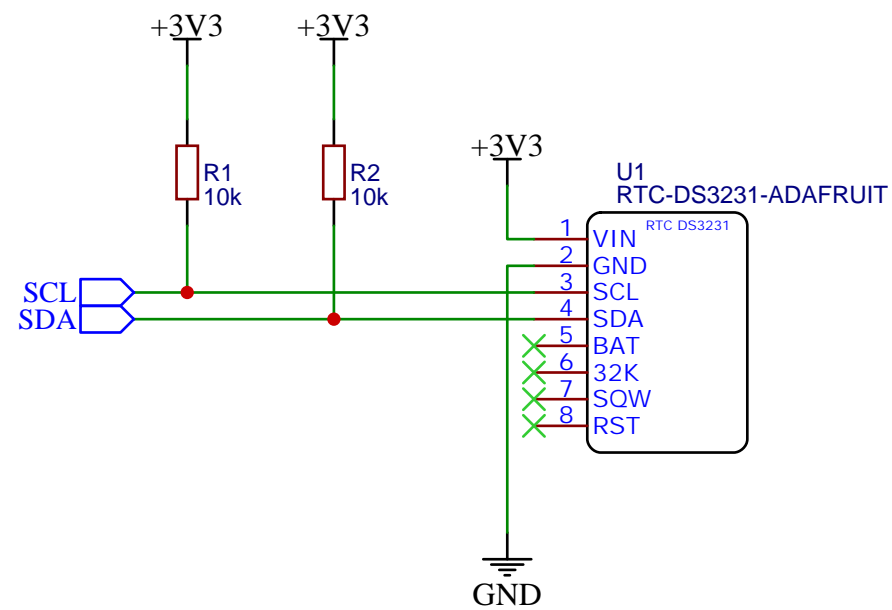 +3V3
+3V3
R1
10k
R2
10k
+3V3
U1
RTC-DS3231-ADAFRUIT
RTC DS3231
1 VIN
2 GND
3 SCL
4 SDA
5 BAT
6 32K
7 SQW
8 RST
SCL
SDA
GND